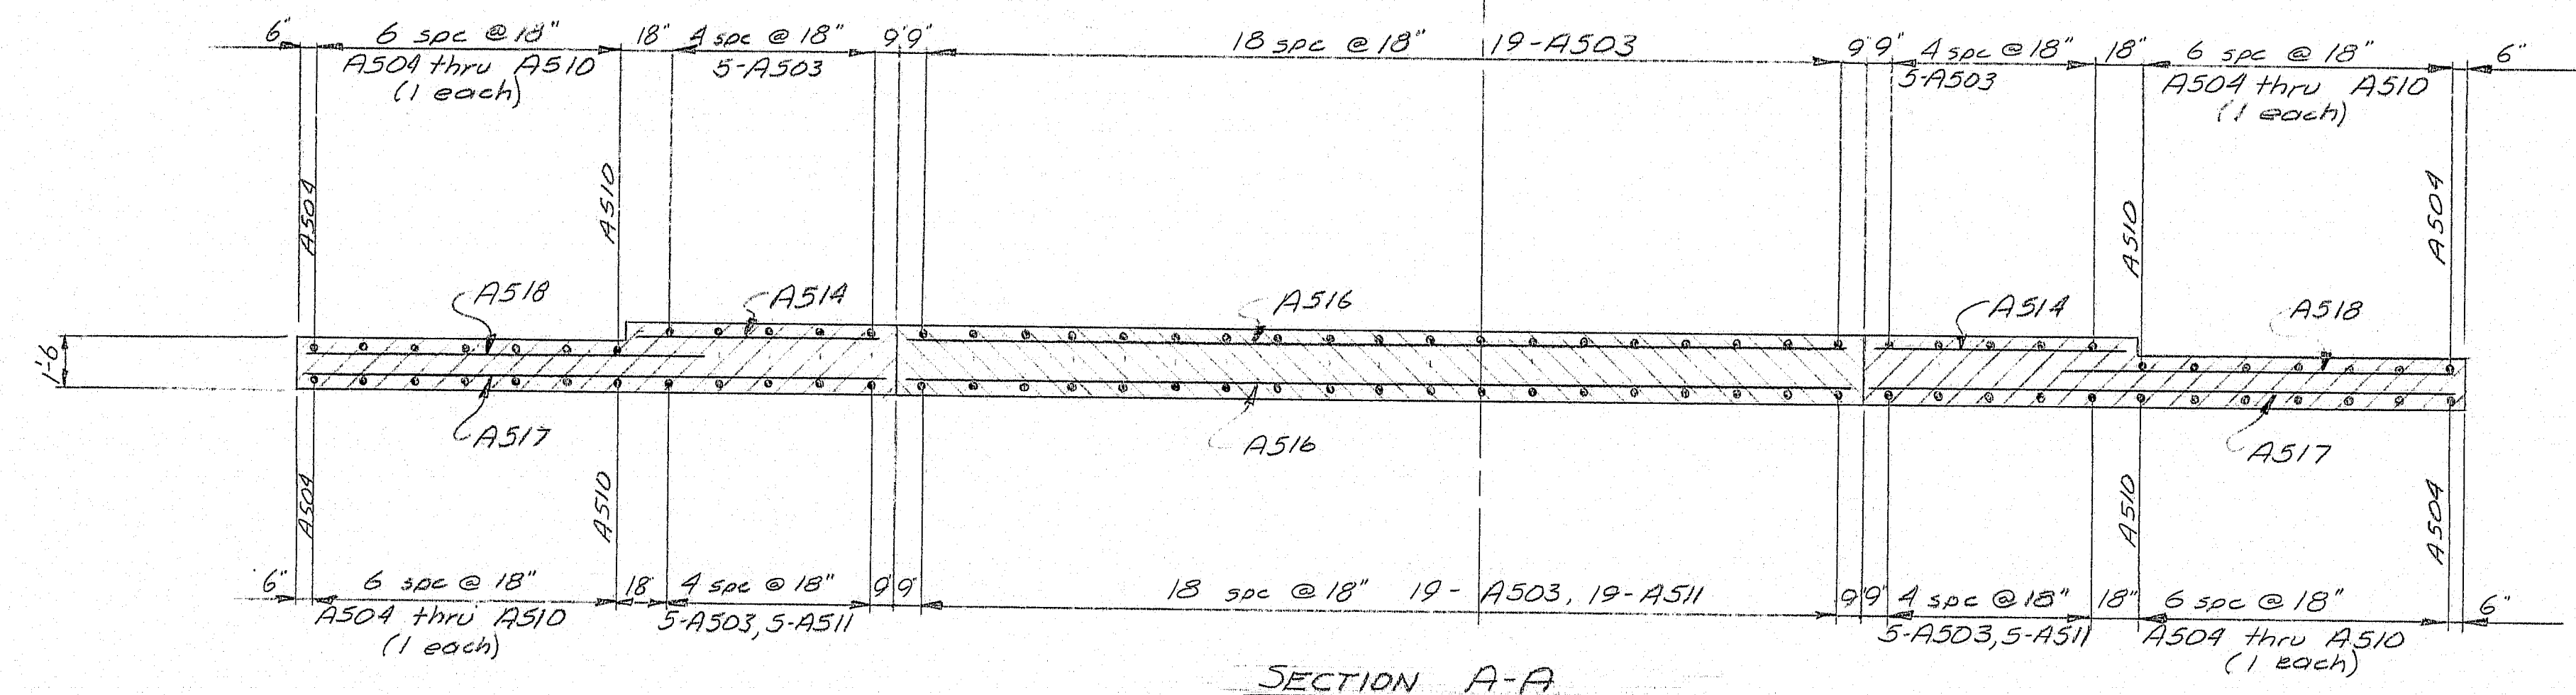 6" 6 spc @ 18" 18" 4 spc @ 18" 9" 9" 18 spc @ 18" 19-A503 9" 9" 4 spc @ 18" 18" 6 spc @ 18" 6"
A504 thru A510 5-A503 5-A503 A504 thru A510
(1 each) (1 each)
A504 A510 A510 A504
A518 A514 A516 A514 A518
1'-6
A517 A516 A517
A504 A510 A510 A504
6" 6 spc @ 18" 18" 4 spc @ 18" 9" 9" 18 spc @ 18" 19-A503, 19-A511 9" 9" 4 spc @ 18" 18" 6 spc @ 18" 6"
A504 thru A510 5-A503, 5-A511 5-A503, 5-A511 A504 thru A510
(1 each) (1 each)
SECTION A-A